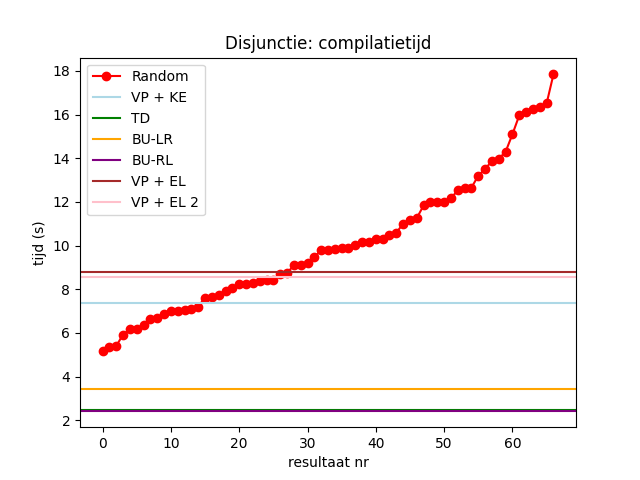 Disjunctie: compilatietijd
18
16
14
12
10
8
6
4
2
tijd (s)
Random
VP + KE
TD
BU-LR
BU-RL
VP + EL
VP + EL 2
0 10 20 30 40 50 60
resultaat nr